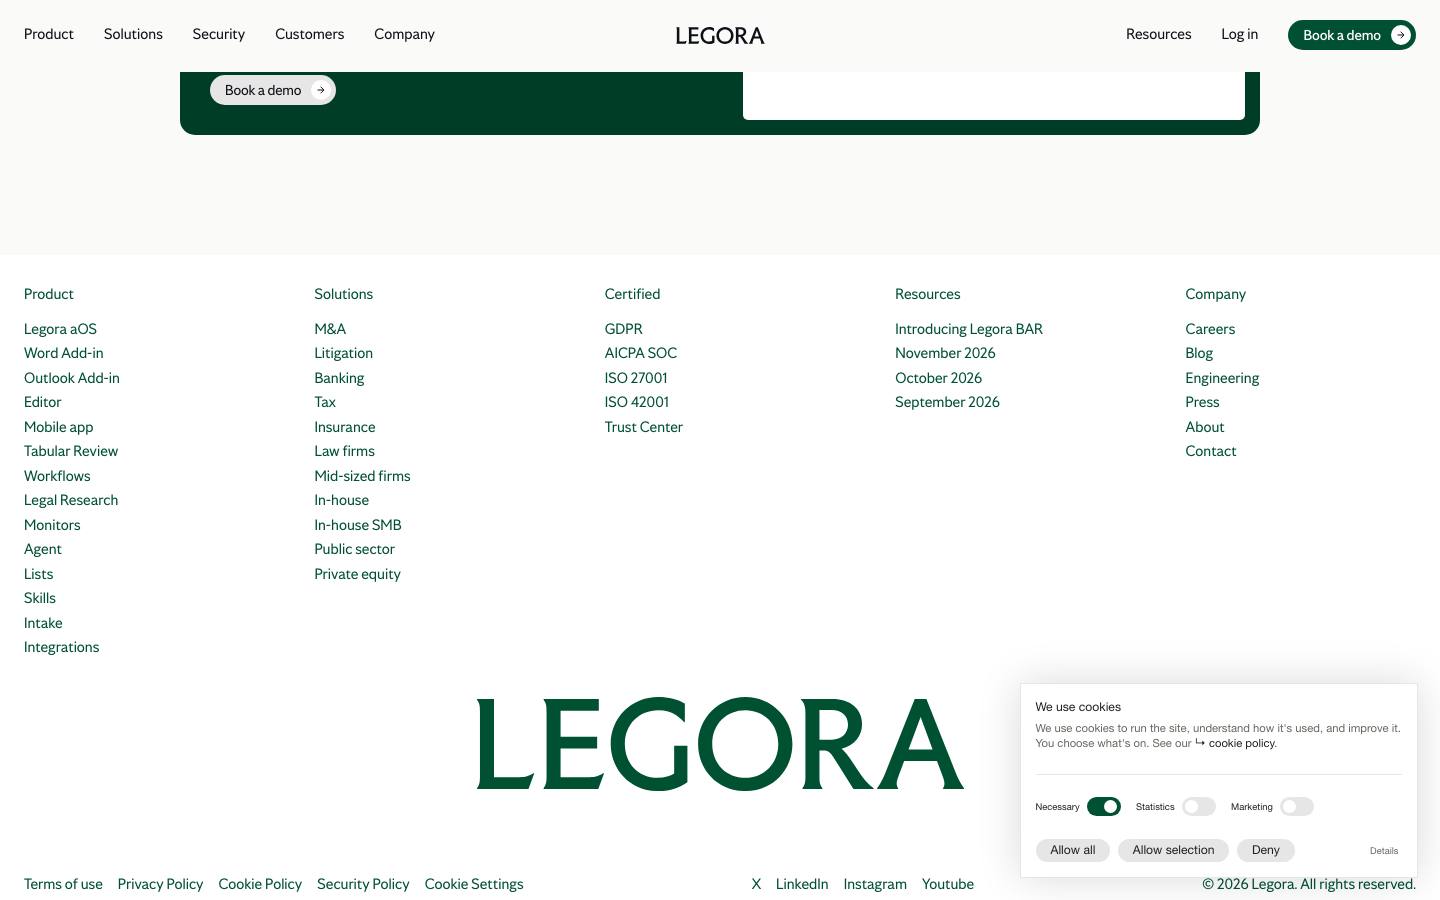 Product Solutions Security Customers Company LEGORA Resources Log in Book a demo
Book a demo
Product
Legora aOS
Word Add-in
Outlook Add-in
Editor
Mobile app
Tabular Review
Workflows
Legal Research
Monitors
Agent
Lists
Skills
Intake
Integrations
Solutions
M&A
Litigation
Banking
Tax
Insurance
Law firms
Mid-sized firms
In-house
In-house SMB
Public sector
Private equity
Certified
GDPR
AICPA SOC
ISO 27001
ISO 42001
Trust Center
Resources
Introducing Legora BAR
November 2026
October 2026
September 2026
Company
Careers
Blog
Engineering
Press
About
Contact
LEGORA
We use cookies
We use cookies to run the site, understand how it's used, and improve it.
You choose what's on. See our ↳ cookie policy.
Necessary Statistics Marketing
Allow all Allow selection Deny Details
Terms of use Privacy Policy Cookie Policy Security Policy Cookie Settings X LinkedIn Instagram Youtube © 2026 Legora. All rights reserved.